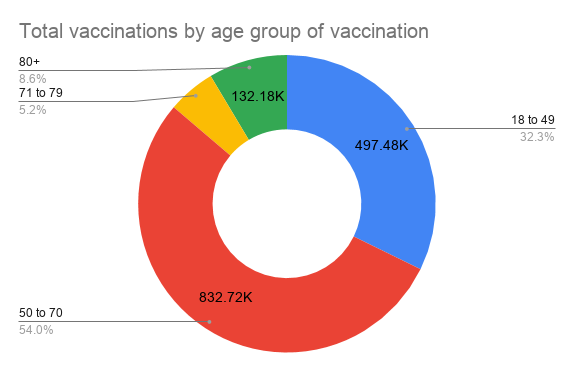 Total vaccinations by age group of vaccination
80+
8.6%
71 to 79
5.2%
132.18K
18 to 49
32.3%
497.48K
832.72K
50 to 70
54.0%